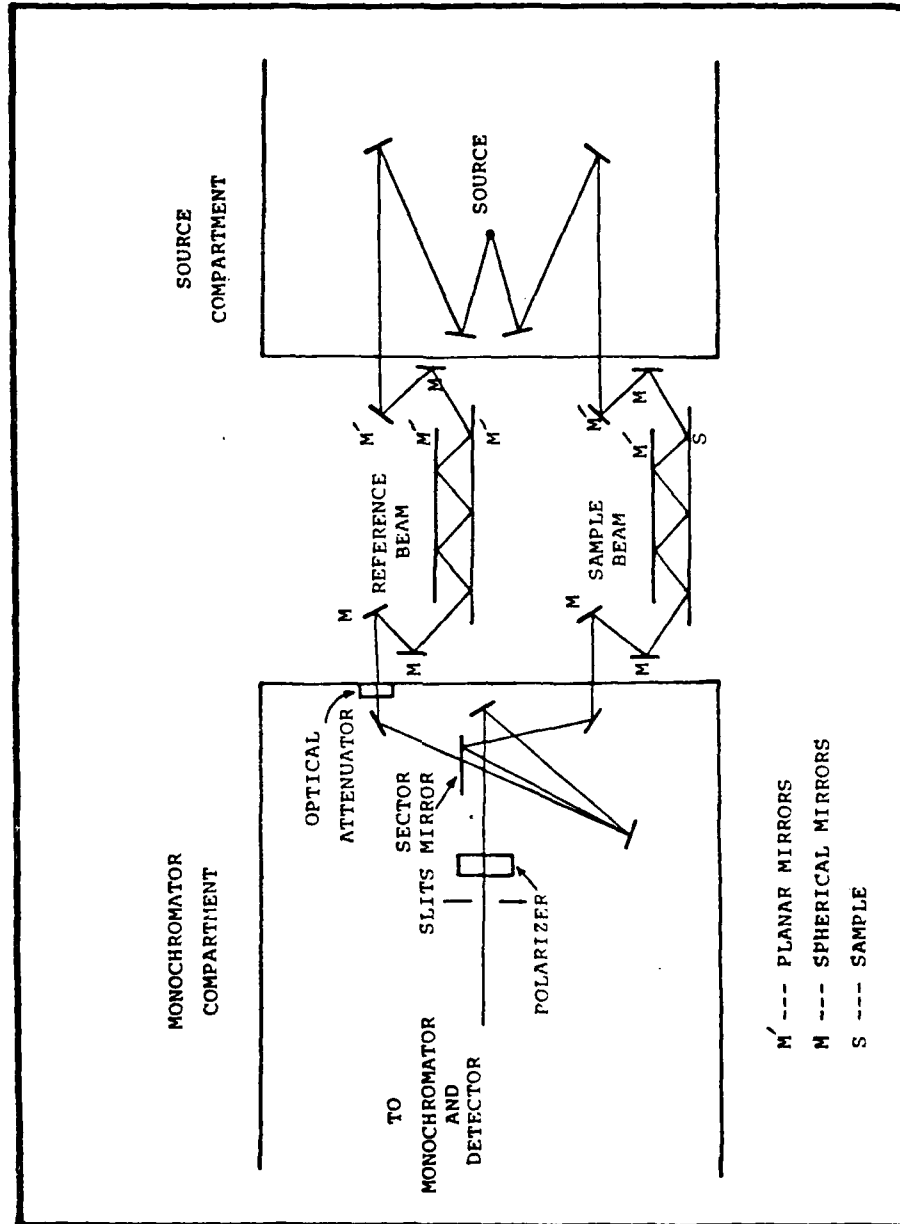 MONOCHROMATOR
COMPARTMENT
SOURCE
COMPARTMENT
OPTICAL
ATTENUATOR
M
M
REFERENCE
BEAM
M′
M′
M
M′
SOURCE
TO
MONOCHROMATOR
AND
DETECTOR
SLITS
SECTOR
MIRROR
POLARIZER
M
M
SAMPLE
BEAM
M′
M′
M
S
M′ --- PLANAR MIRRORS
M --- SPHERICAL MIRRORS
S --- SAMPLE